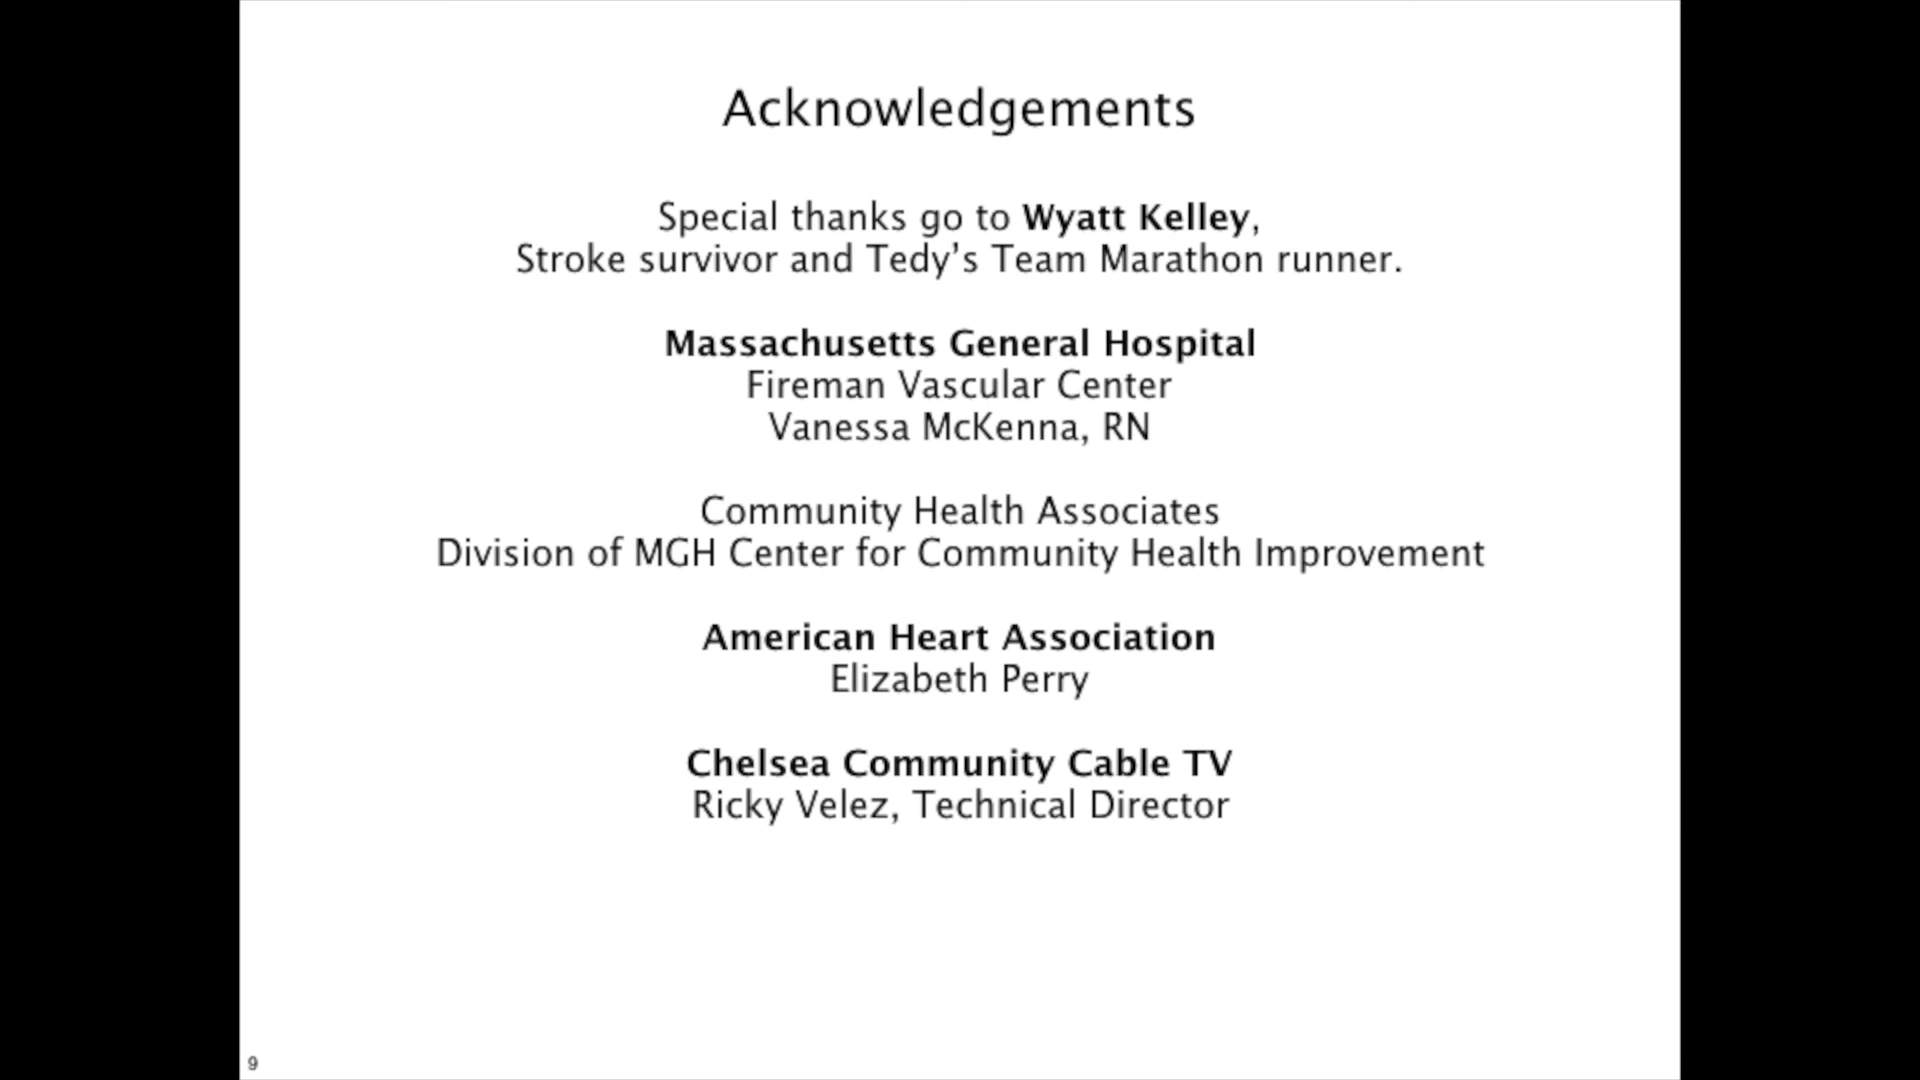 Acknowledgements
Special thanks go to Wyatt Kelley,
Stroke survivor and Tedy’s Team Marathon runner.
Massachusetts General Hospital
Fireman Vascular Center
Vanessa McKenna, RN
Community Health Associates
Division of MGH Center for Community Health Improvement
American Heart Association
Elizabeth Perry
Chelsea Community Cable TV
Ricky Velez, Technical Director
9